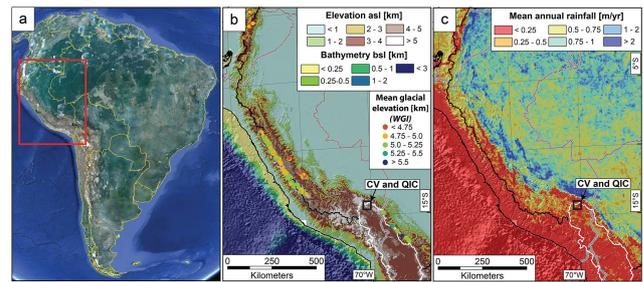 a
b
Elevation asl [km]
< 1
2 - 3
4 - 5
1 - 2
3 - 4
> 5
Bathymetry bsl [km]
< 0.25
0.5 - 1
< 3
0.25-0.5
1 - 2
Mean glacial
elevation [km]
(WGI)
< 4.75
4.75 - 5.0
5.0 - 5.25
5.25 - 5.5
> 5.5
CV and QIC
15°S
0 250 500
Kilometers
70°W
c
Mean annual rainfall [m/yr]
< 0.25
0.5 - 0.75
1 - 2
0.25 - 0.5
0.75 - 1
> 2
5°S
CV and QIC
15°S
0 250 500
Kilometers
70°W